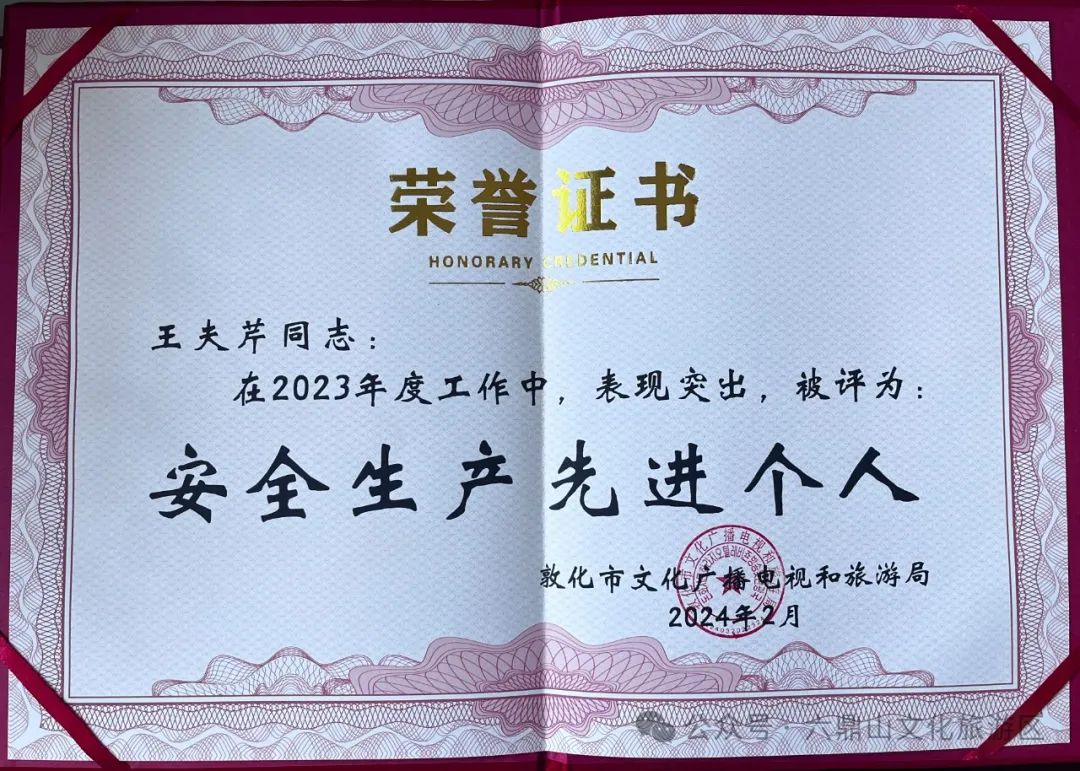 荣誉证书
HONORARY CREDENTIAL
王夫芹同志：
在2023年度工作中，表现突出，被评为：
安全生产先进个人
敦化市文化广播电视和旅游局
2024年2月
公众号·六鼎山文化旅游区